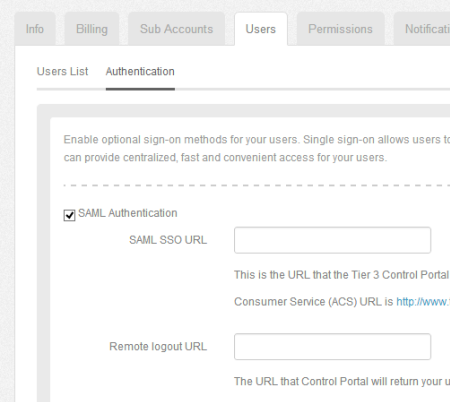 Info Billing Sub Accounts Users Permissions
Users List Authentication
Enable optional sign-on methods for your users. Single sign-on allows users to
can provide centralized, fast and convenient access for your users.
SAML Authentication
SAML SSO URL
This is the URL that the Tier 3 Control Portal
Consumer Service (ACS) URL is http://www.
Remote logout URL
The URL that Control Portal will return your